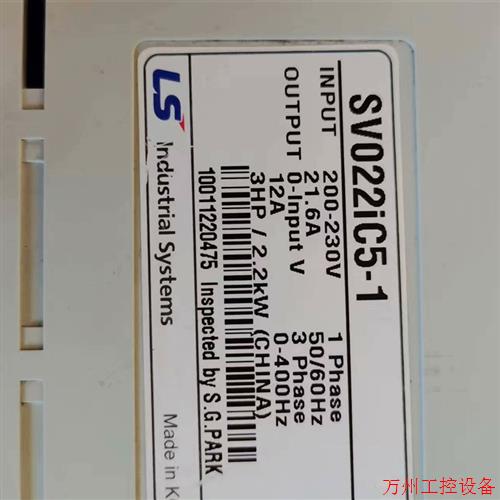 SV022iC5-1
INPUT 200-230V 1 Phase
21.6A 50/60Hz
OUTPUT 0-Input V 3 Phase
12A 0-400Hz
3HP / 2.2kW (CHINA)
10011220475 Inspected by S.G.PARK
LS Industrial Systems Made in K
万州工控设备